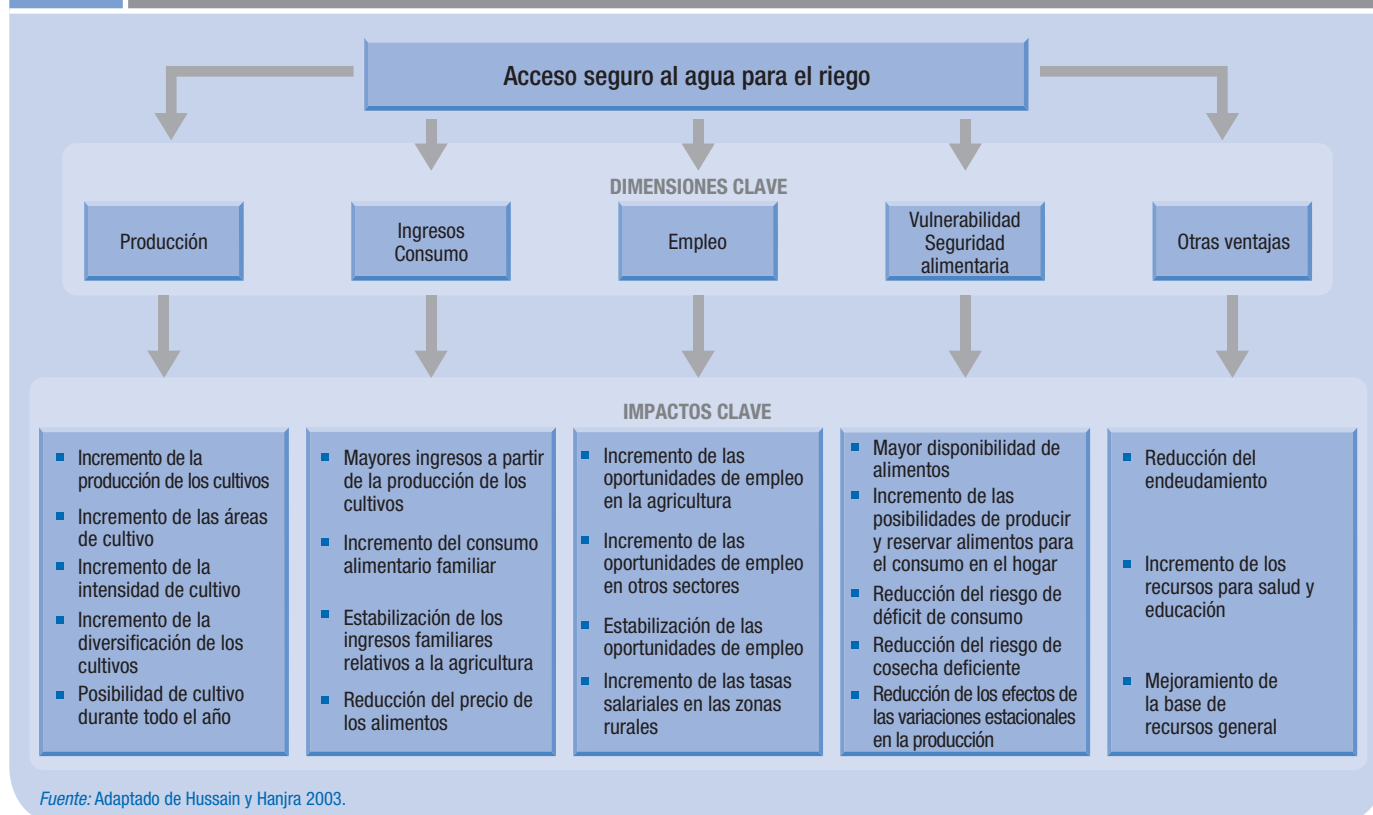 Acceso seguro al agua para el riego
DIMENSIONES CLAVE
Producción
Ingresos
Consumo
Empleo
Vulnerabilidad
Seguridad
alimentaria
Otras ventajas
IMPACTOS CLAVE
▪ Incremento de la
producción de los cultivos
▪ Incremento de las áreas
de cultivo
▪ Incremento de la
intensidad de cultivo
▪ Incremento de la
diversificación de los
cultivos
▪ Posibilidad de cultivo
durante todo el año
▪ Mayores ingresos a partir
de la producción de los
cultivos
▪ Incremento del consumo
alimentario familiar
▪ Estabilización de los
ingresos familiares
relativos a la agricultura
▪ Reducción del precio de
los alimentos
▪ Incremento de las
oportunidades de empleo
en la agricultura
▪ Incremento de las
oportunidades de empleo
en otros sectores
▪ Estabilización de las
oportunidades de empleo
▪ Incremento de las tasas
salariales en las zonas
rurales
▪ Mayor disponibilidad de
alimentos
▪ Incremento de las
posibilidades de producir
y reservar alimentos para
el consumo en el hogar
▪ Reducción del riesgo de
déficit de consumo
▪ Reducción del riesgo de
cosecha deficiente
▪ Reducción de los efectos de
las variaciones estacionales
en la producción
▪ Reducción del
endeudamiento
▪ Incremento de los
recursos para salud y
educación
▪ Mejoramiento de
la base de
recursos general
Fuente: Adaptado de Hussain y Hanjra 2003.